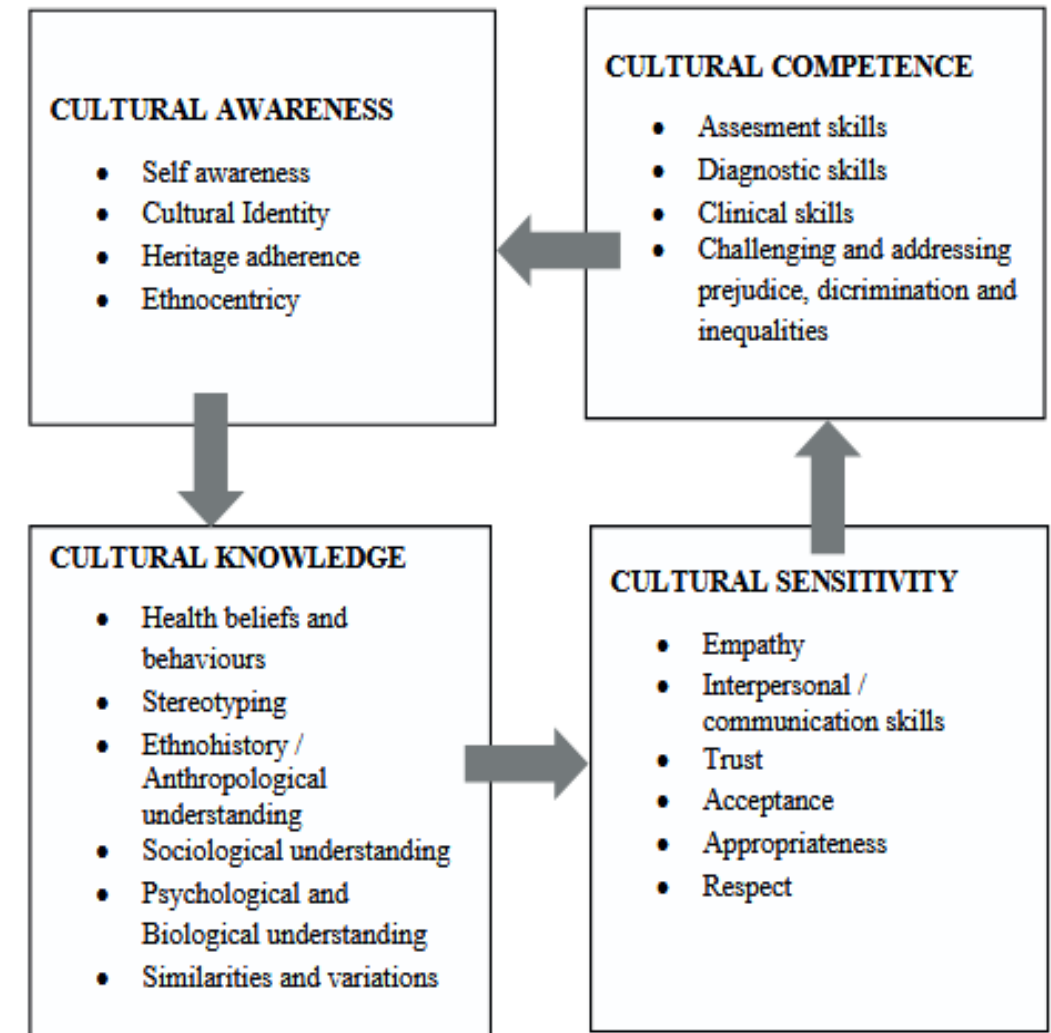 CULTURAL AWARENESS
● Self awareness
● Cultural Identity
● Heritage adherence
● Ethnocentricy
CULTURAL COMPETENCE
● Assesment skills
● Diagnostic skills
● Clinical skills
● Challenging and addressing
prejudice, dicrimination and
inequalities
CULTURAL KNOWLEDGE
● Health beliefs and
behaviours
● Stereotyping
● Ethnohistory /
Anthropological
understanding
● Sociological understanding
● Psychological and
Biological understanding
● Similarities and variations
CULTURAL SENSITIVITY
● Empathy
● Interpersonal /
communication skills
● Trust
● Acceptance
● Appropriateness
● Respect